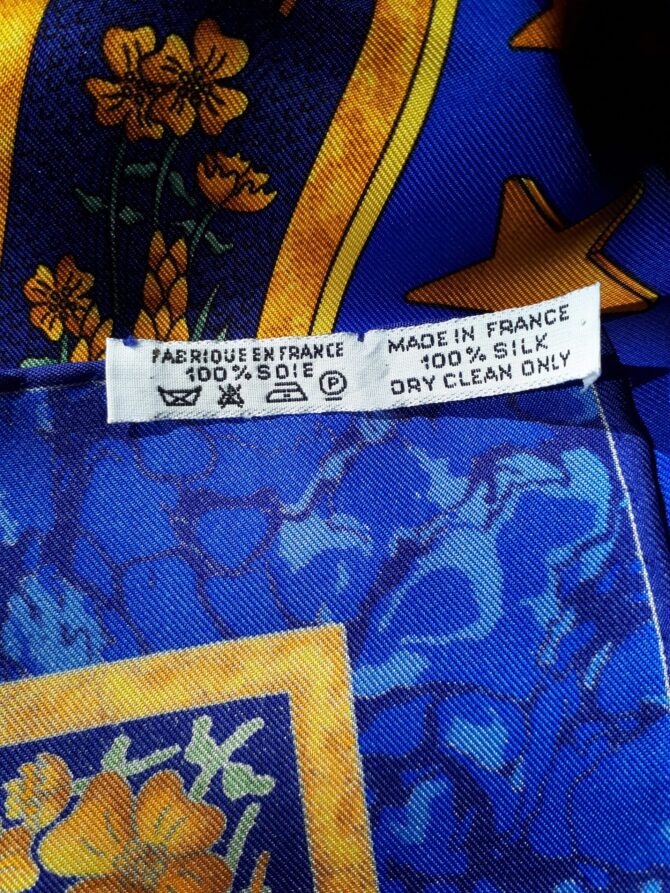 FABRIQUE EN FRANCE
100% SOIE
P
MADE IN FRANCE
100% SILK
DRY CLEAN ONLY